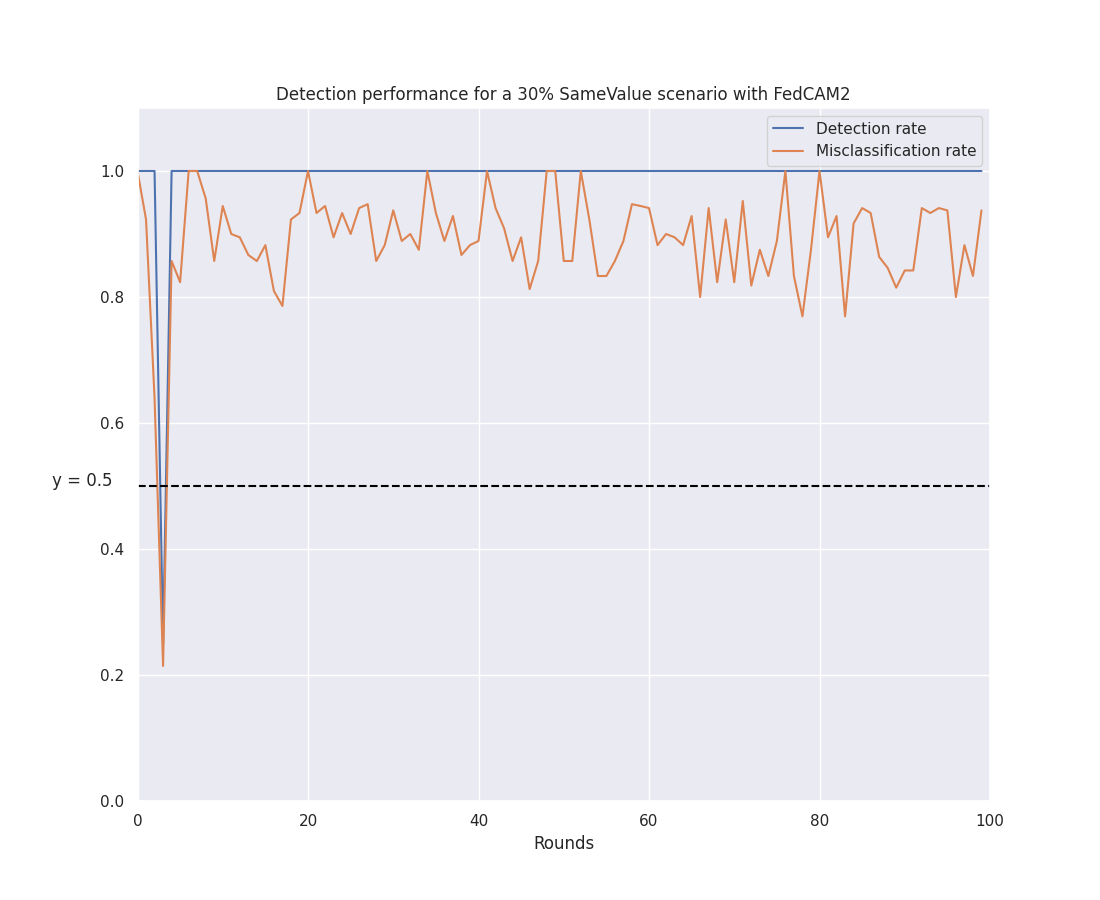 Detection performance for a 30% SameValue scenario with FedCAM2
Detection rate
Misclassification rate
1.0
0.8
0.6
y = 0.5
0.4
0.2
0.0
0 20 40 60 80 100
Rounds